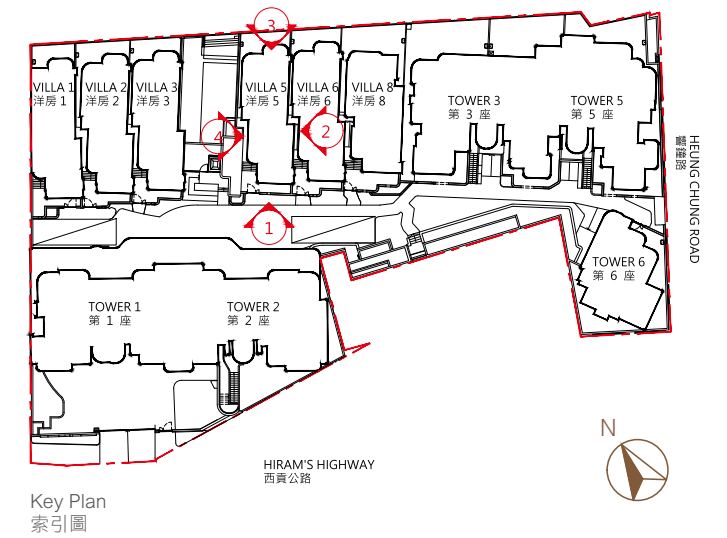 3
VILLA 1
洋房 1
VILLA 2
洋房 2
VILLA 3
洋房 3
VILLA 5
洋房 5
VILLA 6
洋房 6
VILLA 8
洋房 8
TOWER 3
第 3 座
TOWER 5
第 5 座
4
2
HEUNG CHUNG ROAD
響鐘路
1
TOWER 6
第 6 座
TOWER 1
第 1 座
TOWER 2
第 2 座
N
HIRAM'S HIGHWAY
西貢公路
Key Plan
索引圖